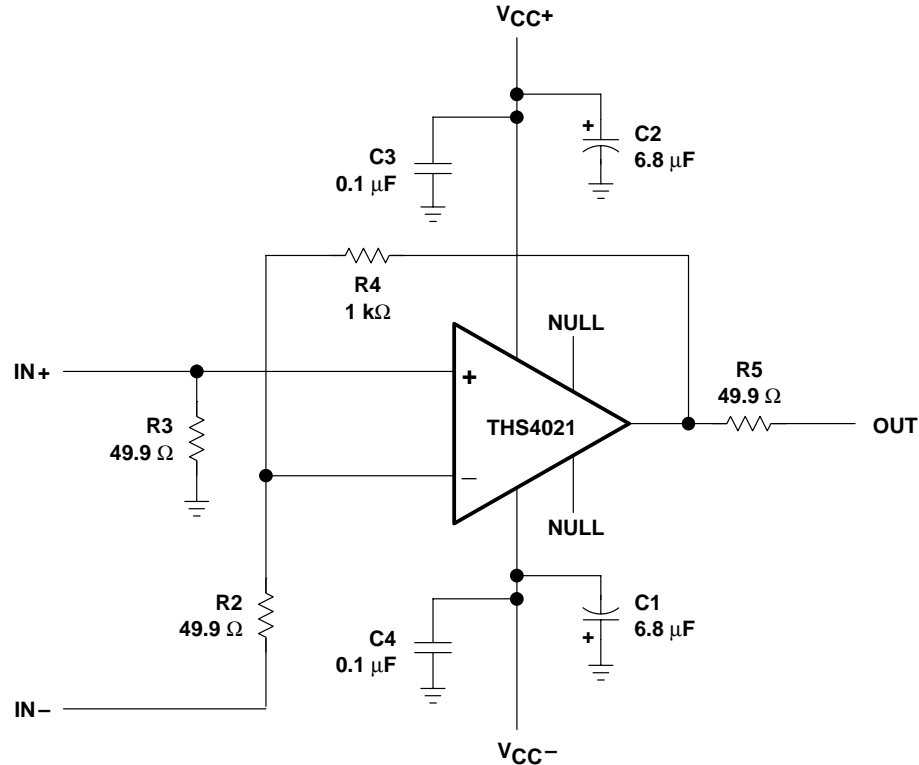 VCC+
C3
0.1 μF
+
C2
6.8 μF
R4
1 kΩ
NULL
IN+
+
R5
49.9 Ω
R3
49.9 Ω
THS4021
OUT
−
NULL
R2
49.9 Ω
C4
0.1 μF
+
C1
6.8 μF
IN−
VCC−